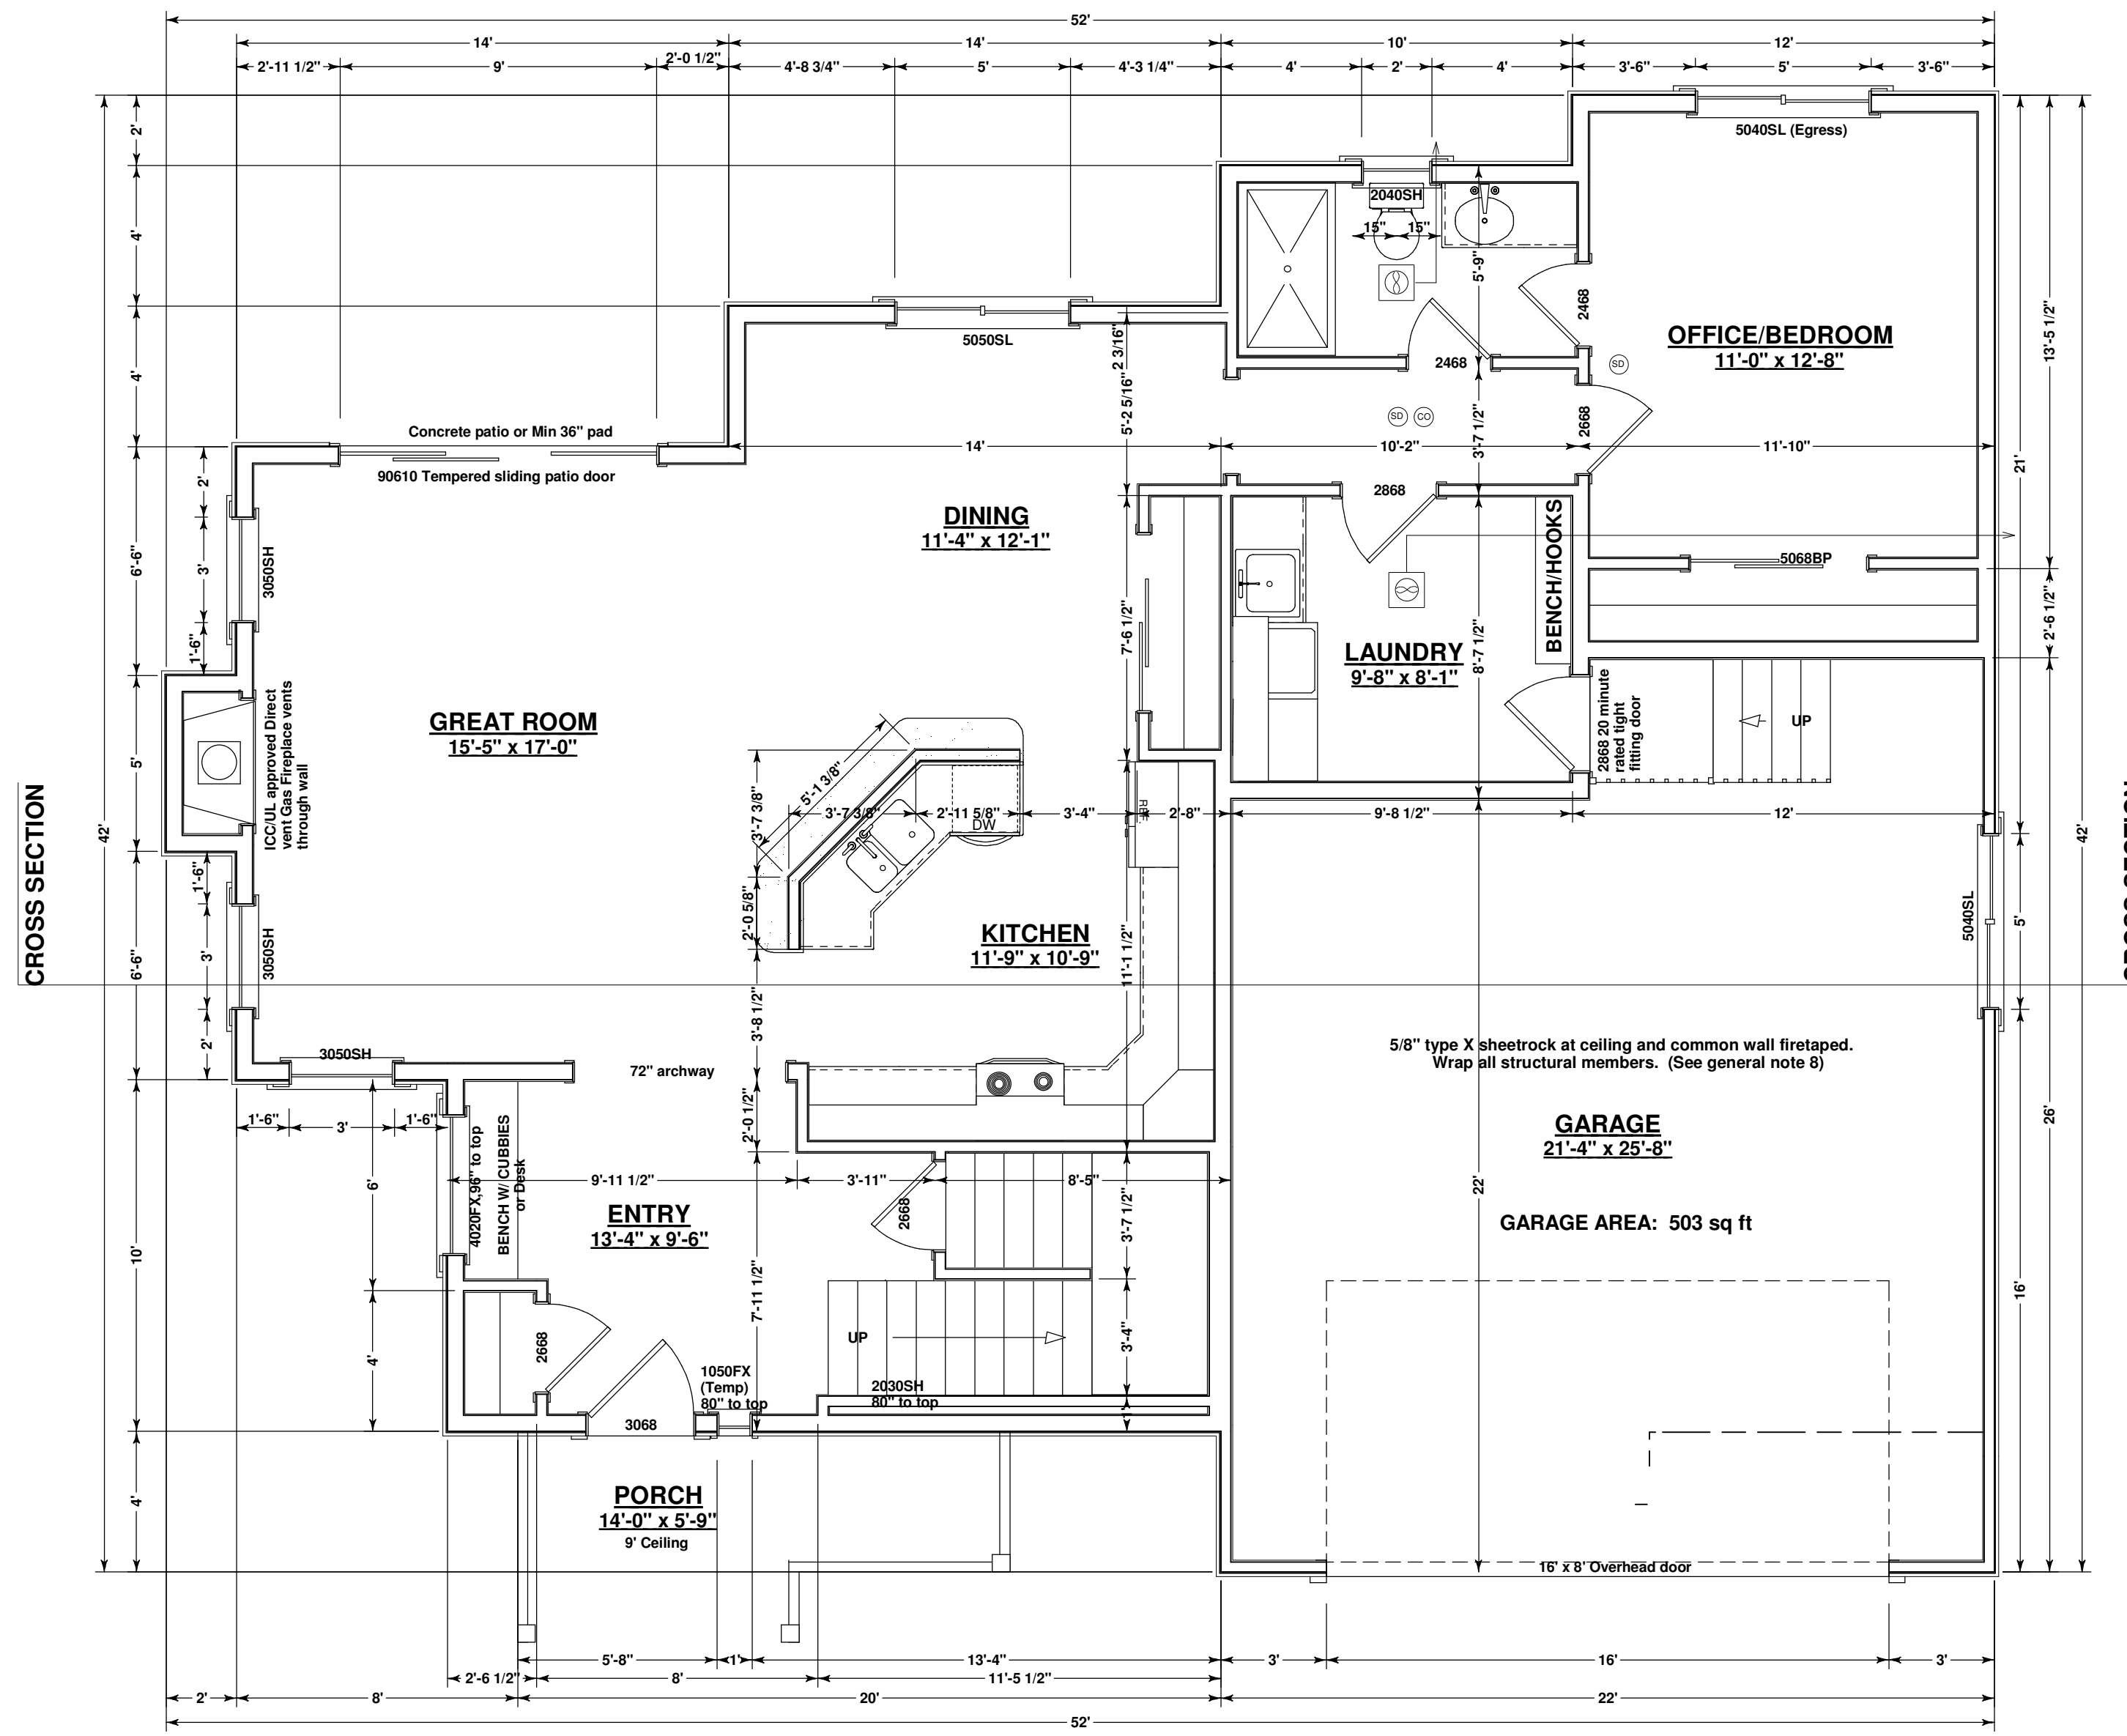 52'
14'
14'
10'
12'
2'-11 1/2"
9'
2'-0 1/2"
4'-8 3/4"
5'
4'-3 1/4"
4'
2'
4'
3'-6"
5'
3'-6"
2'
4'
4'
6'-6"
5'
6'-6"
10'
4'
42'
2'
3'
1'-6"
1'-6"
3'
2'
5040SL (Egress)
2040SH
15"
15"
5'-9"
2468
2468
OFFICE/BEDROOM
11'-0" x 12'-8"
SD
SD
CO
2668
13'-5 1/2"
21'
5050SL
2 3/16"
5'-2 5/16"
3'-7 1/2"
Concrete patio or Min 36" pad
90610 Tempered sliding patio door
14'
10'-2"
11'-10"
2868
DINING
11'-4" x 12'-1"
BENCH/HOOKS
5068BP
2'-6 1/2"
3050SH
7'-6 1/2"
8'-7 1/2"
LAUNDRY
9'-8" x 8'-1"
2868 20 minute
rated tight
fitting door
UP
GREAT ROOM
15'-5" x 17'-0"
ICC/UL approved Direct
vent Gas Fireplace vents
through wall
5'-1 3/8"
3'-7 3/8"
3'-7 3/8"
2'-11 5/8"
DW
3'-4"
REF
2'-8"
9'-8 1/2"
12'
CROSS SECTION
2'-0 5/8"
KITCHEN
11'-9" x 10'-9"
11'-1 1/2"
3050SH
3'-8 1/2"
5040SL
5'
42'
26'
16'
5/8" type X sheetrock at ceiling and common wall firetaped.
Wrap all structural members. (See general note 8)
3050SH
72" archway
2'-0 1/2"
1'-6"
3'
1'-6"
6'
4'
4020FX,96" to top
BENCH W/ CUBBIES
or Desk
9'-11 1/2"
3'-11"
8'-5"
GARAGE
21'-4" x 25'-8"
22'
GARAGE AREA: 503 sq ft
ENTRY
13'-4" x 9'-6"
2668
3'-7 1/2"
7'-11 1/2"
3'-4"
UP
2668
1050FX
(Temp)
80" to top
2030SH
80" to top
1'
3068
PORCH
14'-0" x 5'-9"
9' Ceiling
16' x 8' Overhead door
5'-8"
1'
13'-4"
3'
16'
3'
2'-6 1/2"
8'
11'-5 1/2"
2'
8'
20'
22'
52'